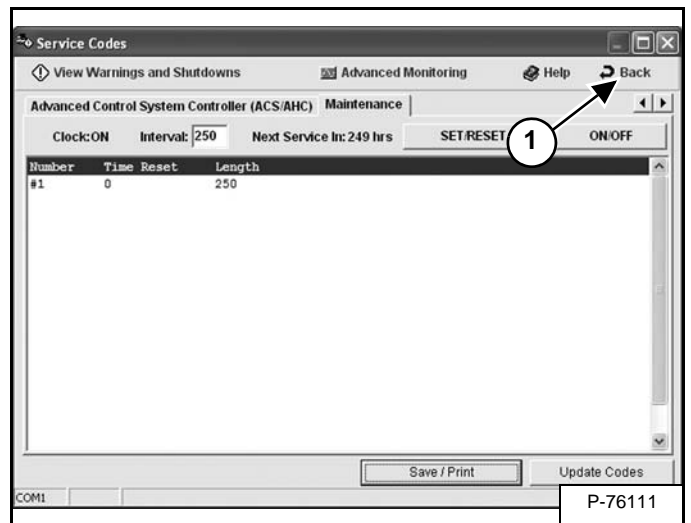 Service Codes
View Warnings and Shutdowns Advanced Monitoring Help Back
Advanced Control System Controller (ACS/AHC) Maintenance
Clock:ON Interval: 250 Next Service In: 249 hrs SET/RESET ON/OFF
1
Number Time Reset Length
#1 0 250
Save / Print Update Codes
COM1
P-76111